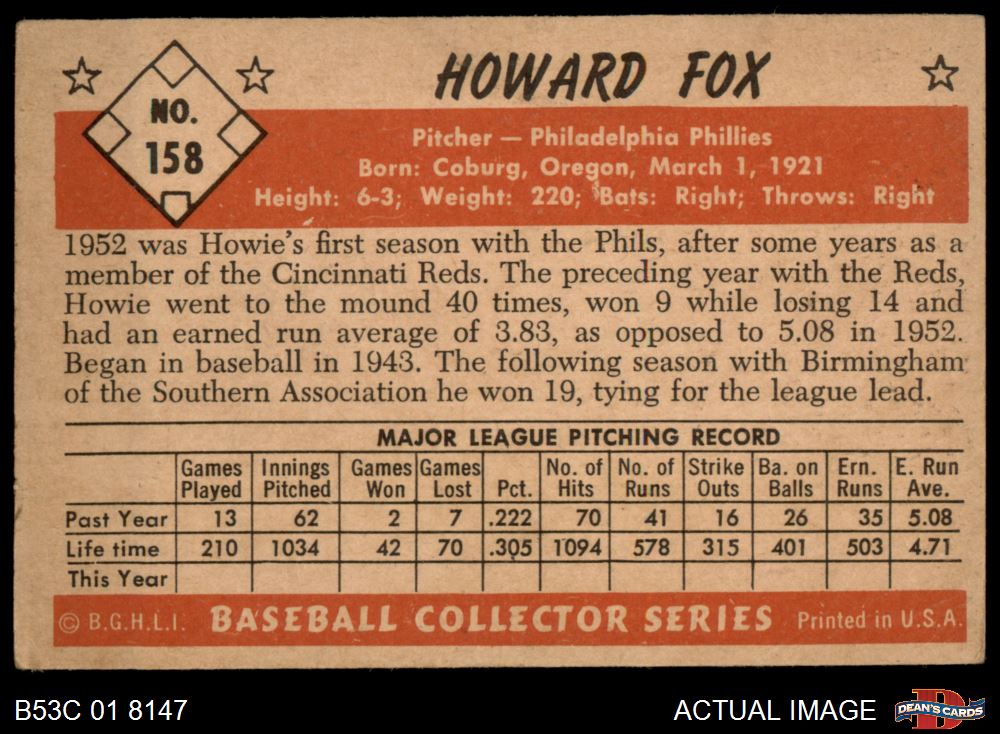 HOWARD FOX
NO.
158
Pitcher — Philadelphia Phillies
Born: Coburg, Oregon, March 1, 1921
Height: 6-3; Weight: 220; Bats: Right; Throws: Right
1952 was Howie's first season with the Phils, after some years as a
member of the Cincinnati Reds. The preceding year with the Reds,
Howie went to the mound 40 times, won 9 while losing 14 and
had an earned run average of 3.83, as opposed to 5.08 in 1952.
Began in baseball in 1943. The following season with Birmingham
of the Southern Association he won 19, tying for the league lead.
MAJOR LEAGUE PITCHING RECORD
Games Played Innings Pitched Games Won Games Lost Pct. No. of Hits No. of Runs Strike Outs Ba. on Balls Ern. Runs E. Run Ave.
Past Year 13 62 2 7 .222 70 41 16 26 35 5.08
Life time 210 1034 42 70 .305 1094 578 315 401 503 4.71
This Year
© B.G.H.L.I. BASEBALL COLLECTOR SERIES Printed in U.S.A.
B53C 01 8147 ACTUAL IMAGE DEAN'S CARDS